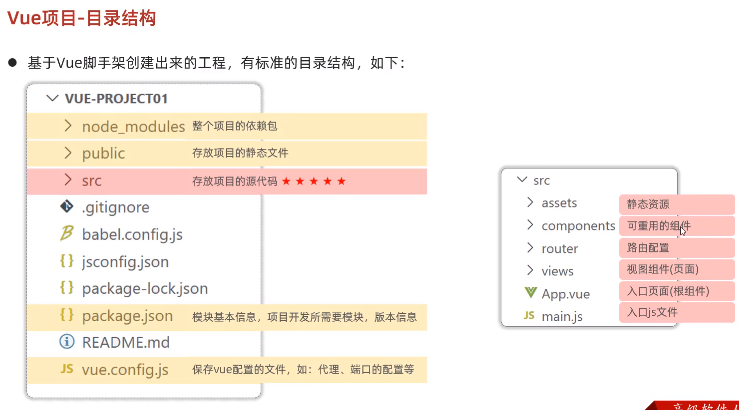 Vue项目-目录结构
● 基于Vue脚手架创建出来的工程，有标准的目录结构，如下：
VUE-PROJECT01
node_modules 整个项目的依赖包
public 存放项目的静态文件
src 存放项目的源代码 ★ ★ ★ ★ ★
.gitignore
babel.config.js
jsconfig.json
package-lock.json
package.json 模块基本信息，项目开发所需要模块，版本信息
README.md
JS vue.config.js 保存vue配置的文件，如：代理、端口的配置等
src
assets 静态资源
components 可重用的组件
router 路由配置
views 视图组件(页面)
App.vue 入口页面(根组件)
JS main.js 入口js文件